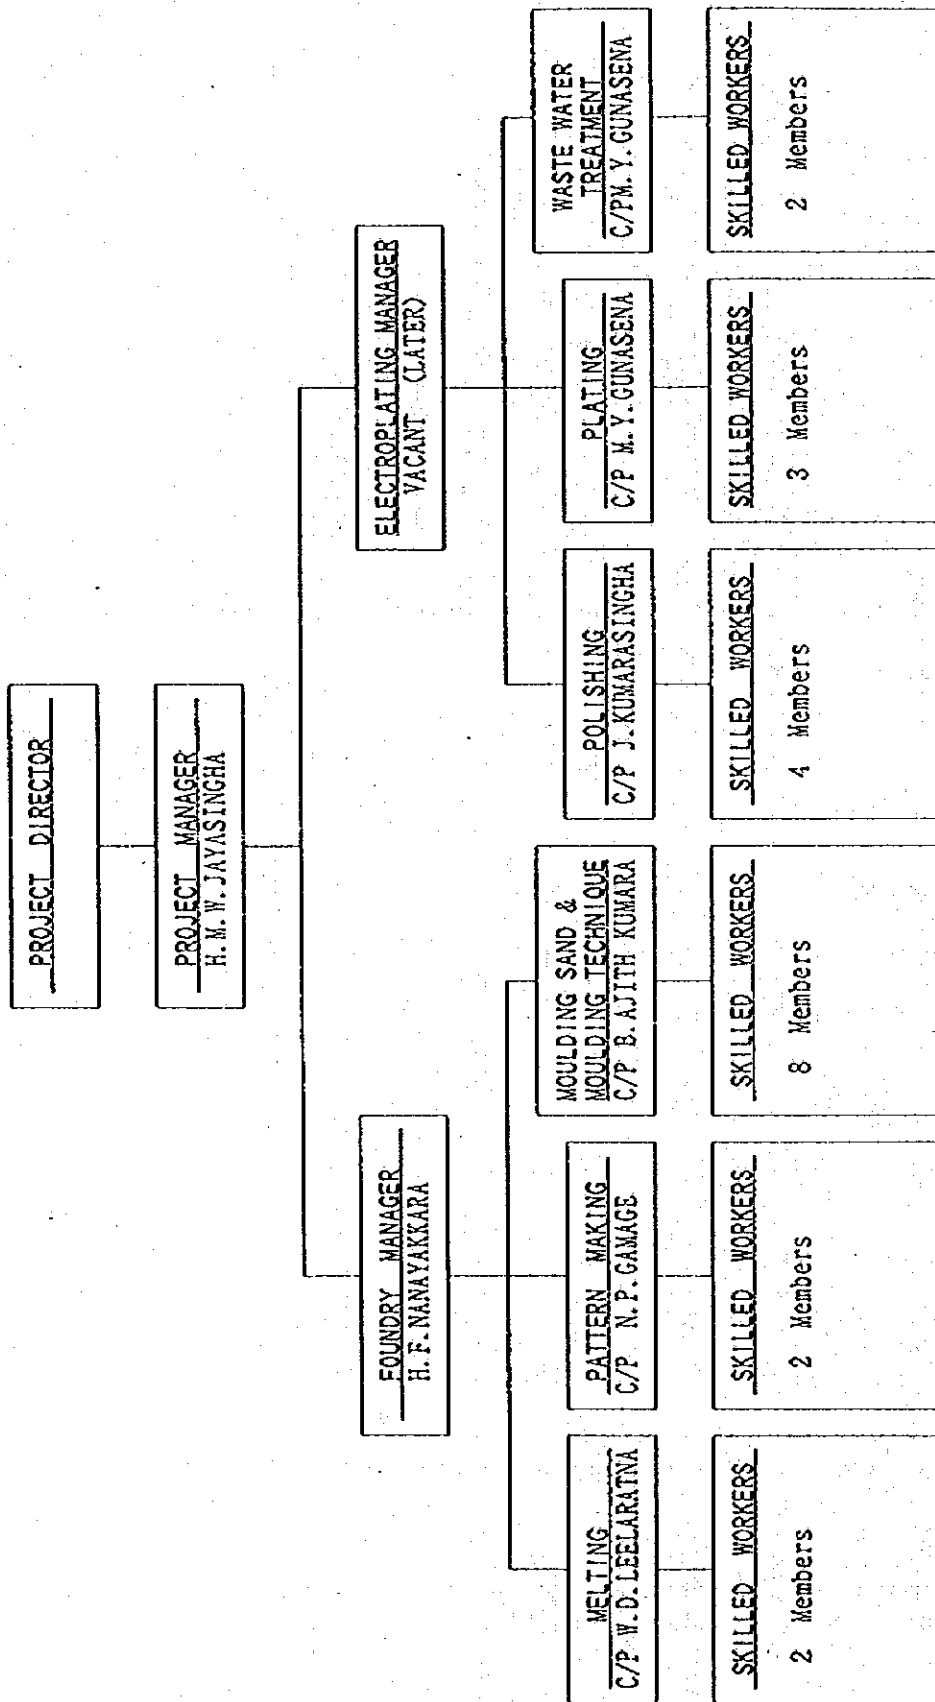 PROJECT DIRECTOR
PROJECT MANAGER
H. M. W. JAYASINGHA
FOUNDRY MANAGER
H. F. NANAYAKKARA
ELECTROPLATING MANAGER
VACANT (LATER)
MELTING
C/P W. D. LEELARATNA
PATTERN MAKING
C/P N. P. GAMAGE
MOULDING SAND &
MOULDING TECHNIQUE
C/P B. AJITH KUMARA
POLISHING
C/P J. KUMARASINGHA
PLATING
C/P M. Y. GUNASENA
WASTE WATER
TREATMENT
C/PM. Y. GUNASENA
SKILLED WORKERS
2 Members
SKILLED WORKERS
2 Members
SKILLED WORKERS
8 Members
SKILLED WORKERS
4 Members
SKILLED WORKERS
3 Members
SKILLED WORKERS
2 Members